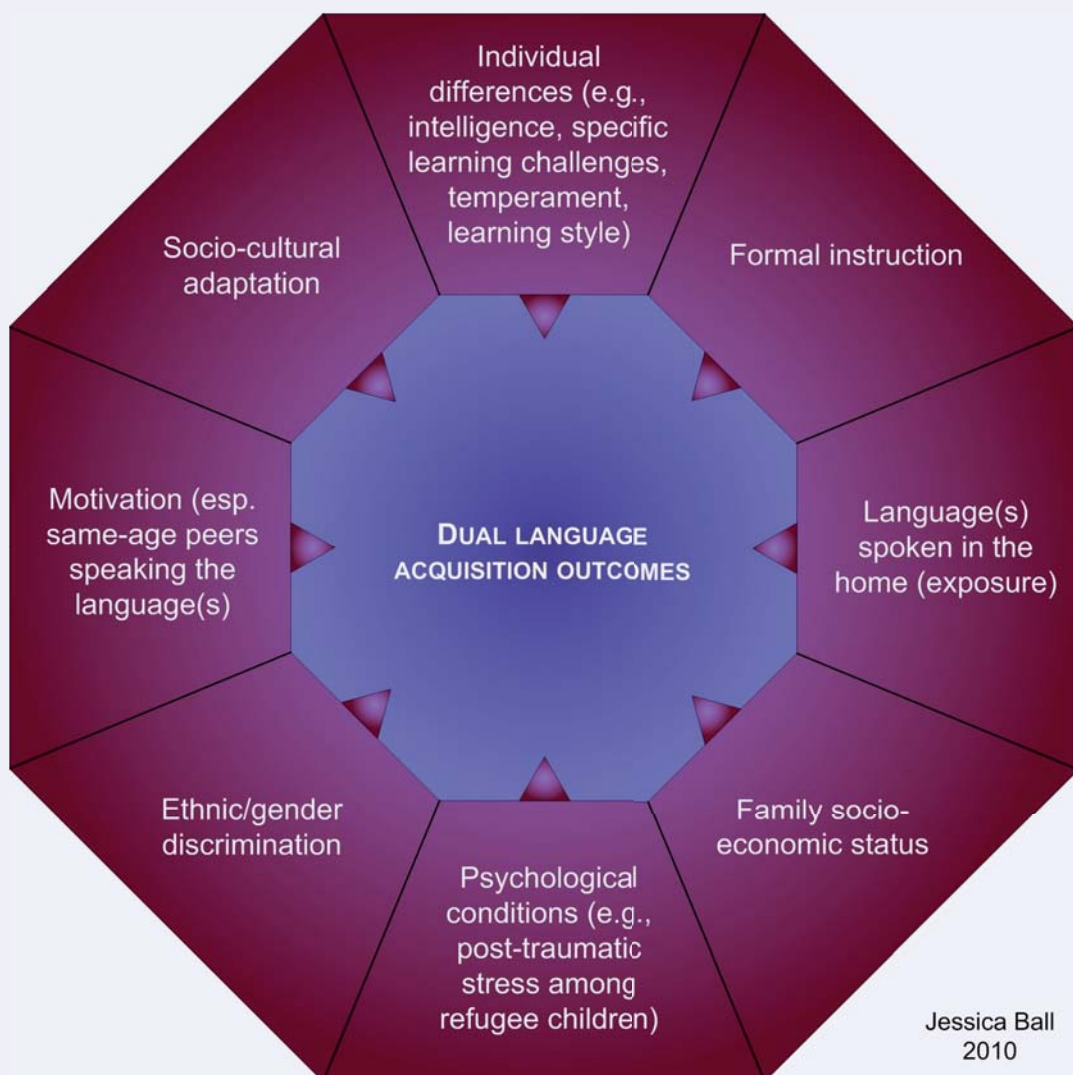 Individual
differences (e.g.,
intelligence, specific
learning challenges,
temperament,
learning style)
Formal instruction
Language(s)
spoken in the
home (exposure)
Family socio-
economic status
Psychological
conditions (e.g.,
post-traumatic
stress among
refugee children)
Ethnic/gender
discrimination
Motivation (esp.
same-age peers
speaking the
language(s)
Socio-cultural
adaptation
DUAL LANGUAGE
ACQUISITION OUTCOMES
Jessica Ball
2010